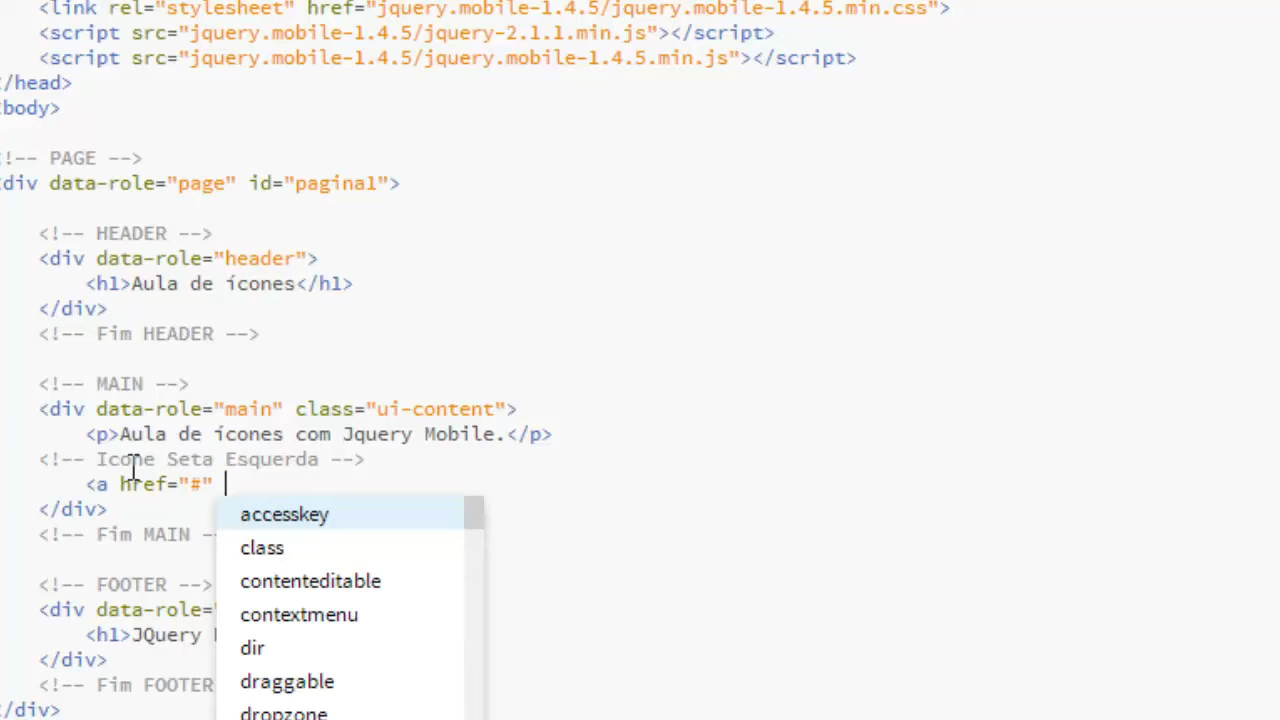 <link rel="stylesheet" href="jquery.mobile-1.4.5/jquery.mobile-1.4.5.min.css">
<script src="jquery.mobile-1.4.5/jquery-2.1.1.min.js"></script>
<script src="jquery.mobile-1.4.5/jquery.mobile-1.4.5.min.js"></script>
</head>
<body>
<!-- PAGE -->
<div data-role="page" id="pagina1">
<!-- HEADER -->
<div data-role="header">
<h1>Aula de ícones</h1>
</div>
<!-- Fim HEADER -->
<!-- MAIN -->
<div data-role="main" class="ui-content">
<p>Aula de ícones com Jquery Mobile.</p>
<!-- Icone Seta Esquerda -->
<a href="#"
</div>
<!-- Fim MAIN -
<!-- FOOTER -->
<div data-role="
<h1>JQuery
</div>
<!-- Fim FOOTER
</div>
accesskey
class
contenteditable
contextmenu
dir
draggable
dropzone